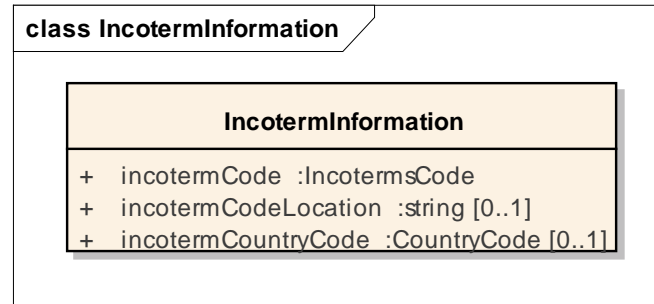 class IncotermInformation
IncotermInformation
+ incotermCode :IncotermsCode
+ incotermCodeLocation :string [0..1]
+ incotermCountryCode :CountryCode [0..1]